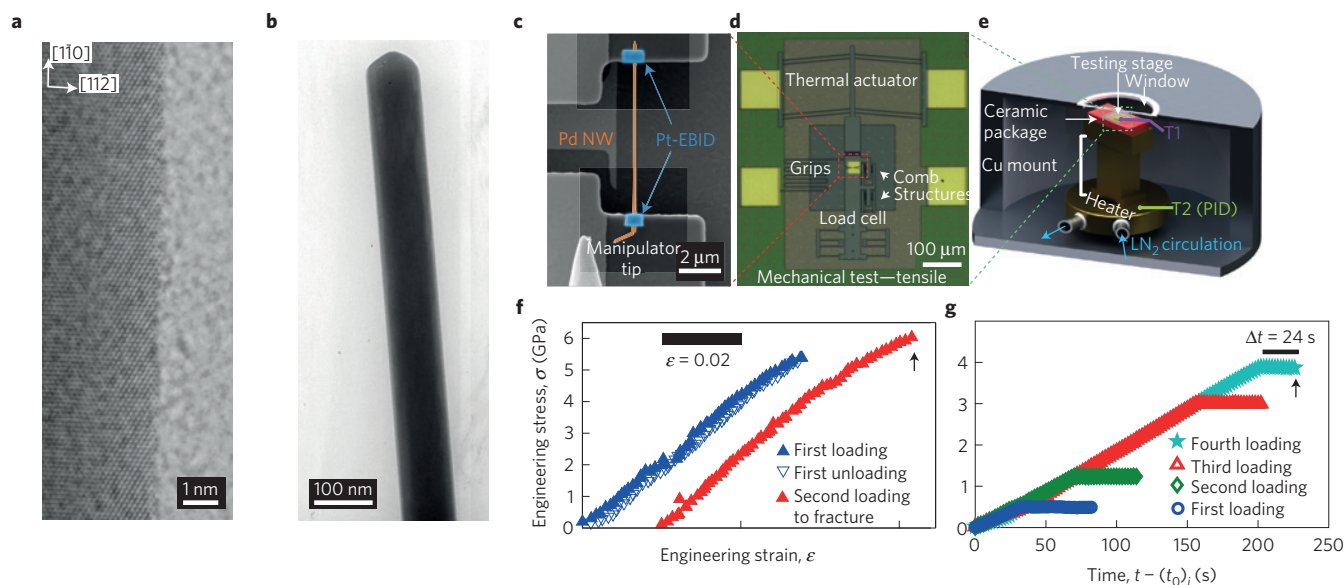 a
[11̄0]
[112̄]
1 nm
b
100 nm
c
Pd NW
Pt-EBID
Manipulator
tip
2 μm
d
Thermal actuator
Grips
Comb
Structures
Load cell
100 μm
Mechanical test—tensile
e
Testing stage
Window
Ceramic
package
T1
Cu mount
Heater
T2 (PID)
LN₂ circulation
f
Engineering stress, σ (GPa)
6
5
4
3
2
1
0
ε = 0.02
First loading
First unloading
Second loading
to fracture
Engineering strain, ε
g
4
3
2
1
0
Δt = 24 s
Fourth loading
Third loading
Second loading
First loading
0 50 100 150 200 250
Time, t − (t₀)ᵢ (s)